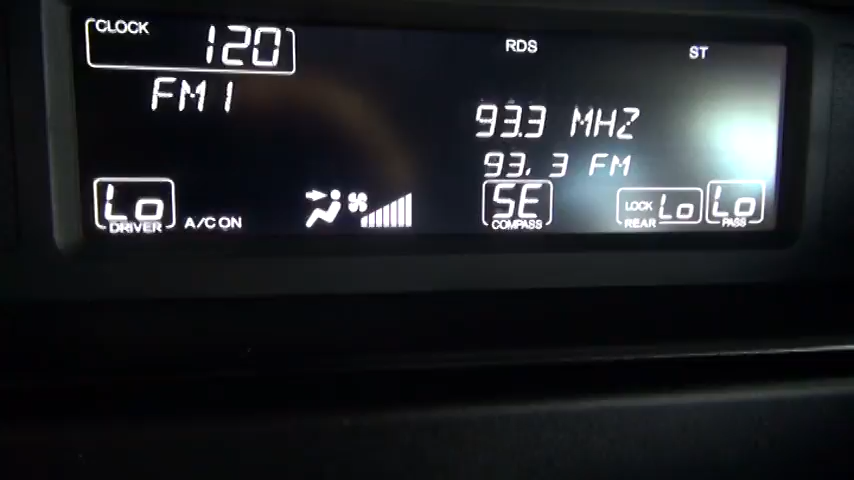 CLOCK
120
RDS
ST
FM1
93.3 MHZ
93.3 FM
Lo
DRIVER
A/C ON
SE
COMPASS
LOCK
REAR
Lo
Lo
PASS